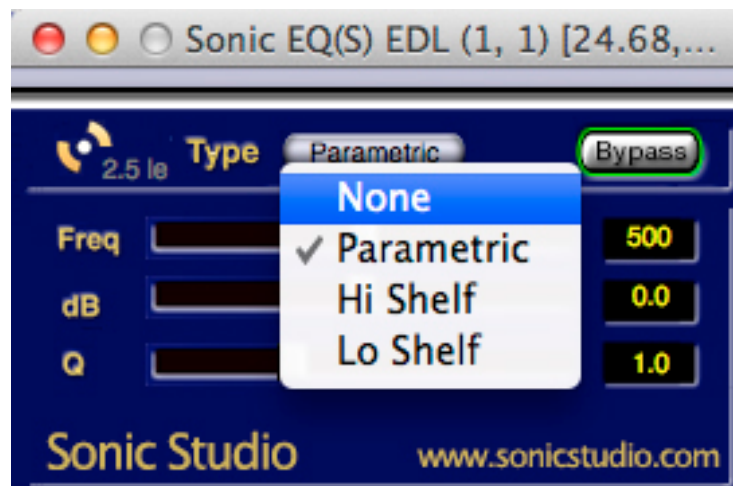 Sonic EQ(S) EDL (1, 1) [24.68,...
2.5 le Type Parametric Bypass
None
✓ Parametric
Hi Shelf
Lo Shelf
Freq 500
dB 0.0
Q 1.0
Sonic Studio www.sonicstudio.com